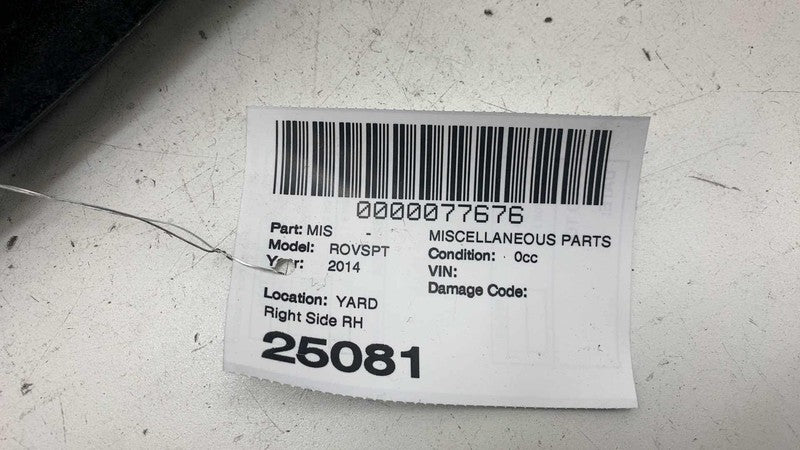 0000077676
Part: MIS - MISCELLANEOUS PARTS
Model: ROVSPT Condition: 0cc
Year: 2014 VIN:
Damage Code:
Location: YARD
Right Side RH
25081